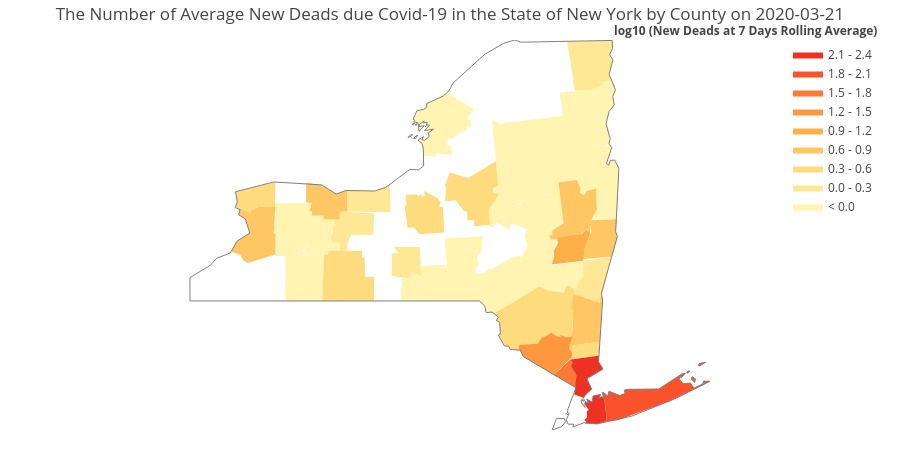 The Number of Average New Deads due Covid-19 in the State of New York by County on 2020-03-21
log10 (New Deads at 7 Days Rolling Average)
2.1 - 2.4
1.8 - 2.1
1.5 - 1.8
1.2 - 1.5
0.9 - 1.2
0.6 - 0.9
0.3 - 0.6
0.0 - 0.3
< 0.0